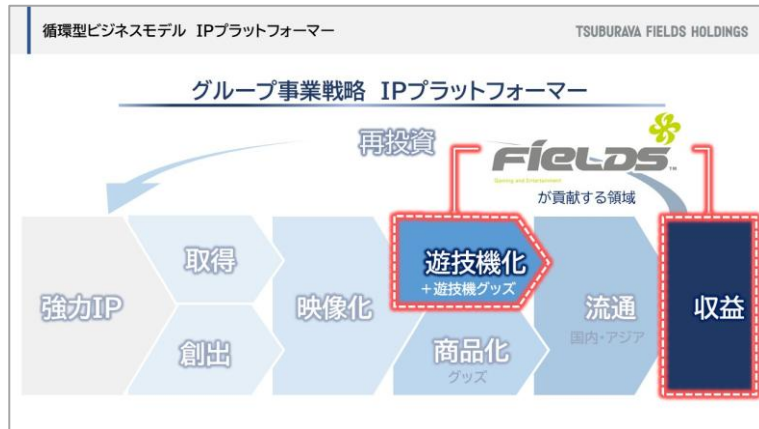 循環型ビジネスモデル IPプラットフォーマー
TSUBURAYA FIELDS HOLDINGS
グループ事業戦略 IPプラットフォーマー
再投資
FIELDS™
Gaming and Entertainment
が貢献する領域
強力IP
取得
創出
映像化
遊技機化
+遊技機グッズ
商品化
グッズ
流通
国内・アジア
収益